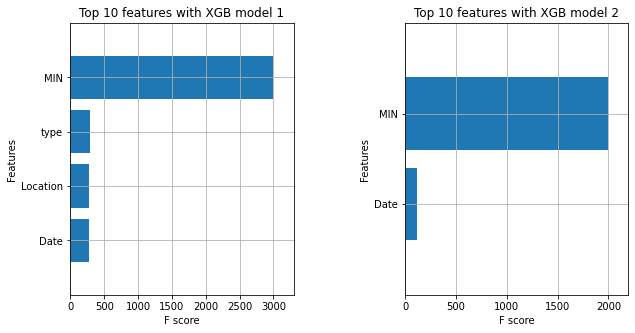 Top 10 features with XGB model 1
Features
MIN
type
Location
Date
0 500 1000 1500 2000 2500 3000
F score
Top 10 features with XGB model 2
Features
MIN
Date
0 500 1000 1500 2000
F score